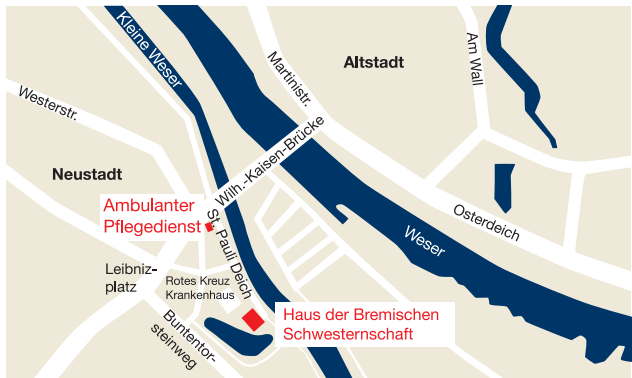 Kleine Weser
Martinistr.
Altstadt
Am Wall
Westerstr.
Wilh.-Kaisen-Brücke
Neustadt
Ambulanter
Pflegedienst
St. Pauli Deich
Osterdeich
Weser
Leibniz-
platz
Rotes Kreuz
Krankenhaus
Haus der Bremischen
Schwesternschaft
Buntentor-
steinweg